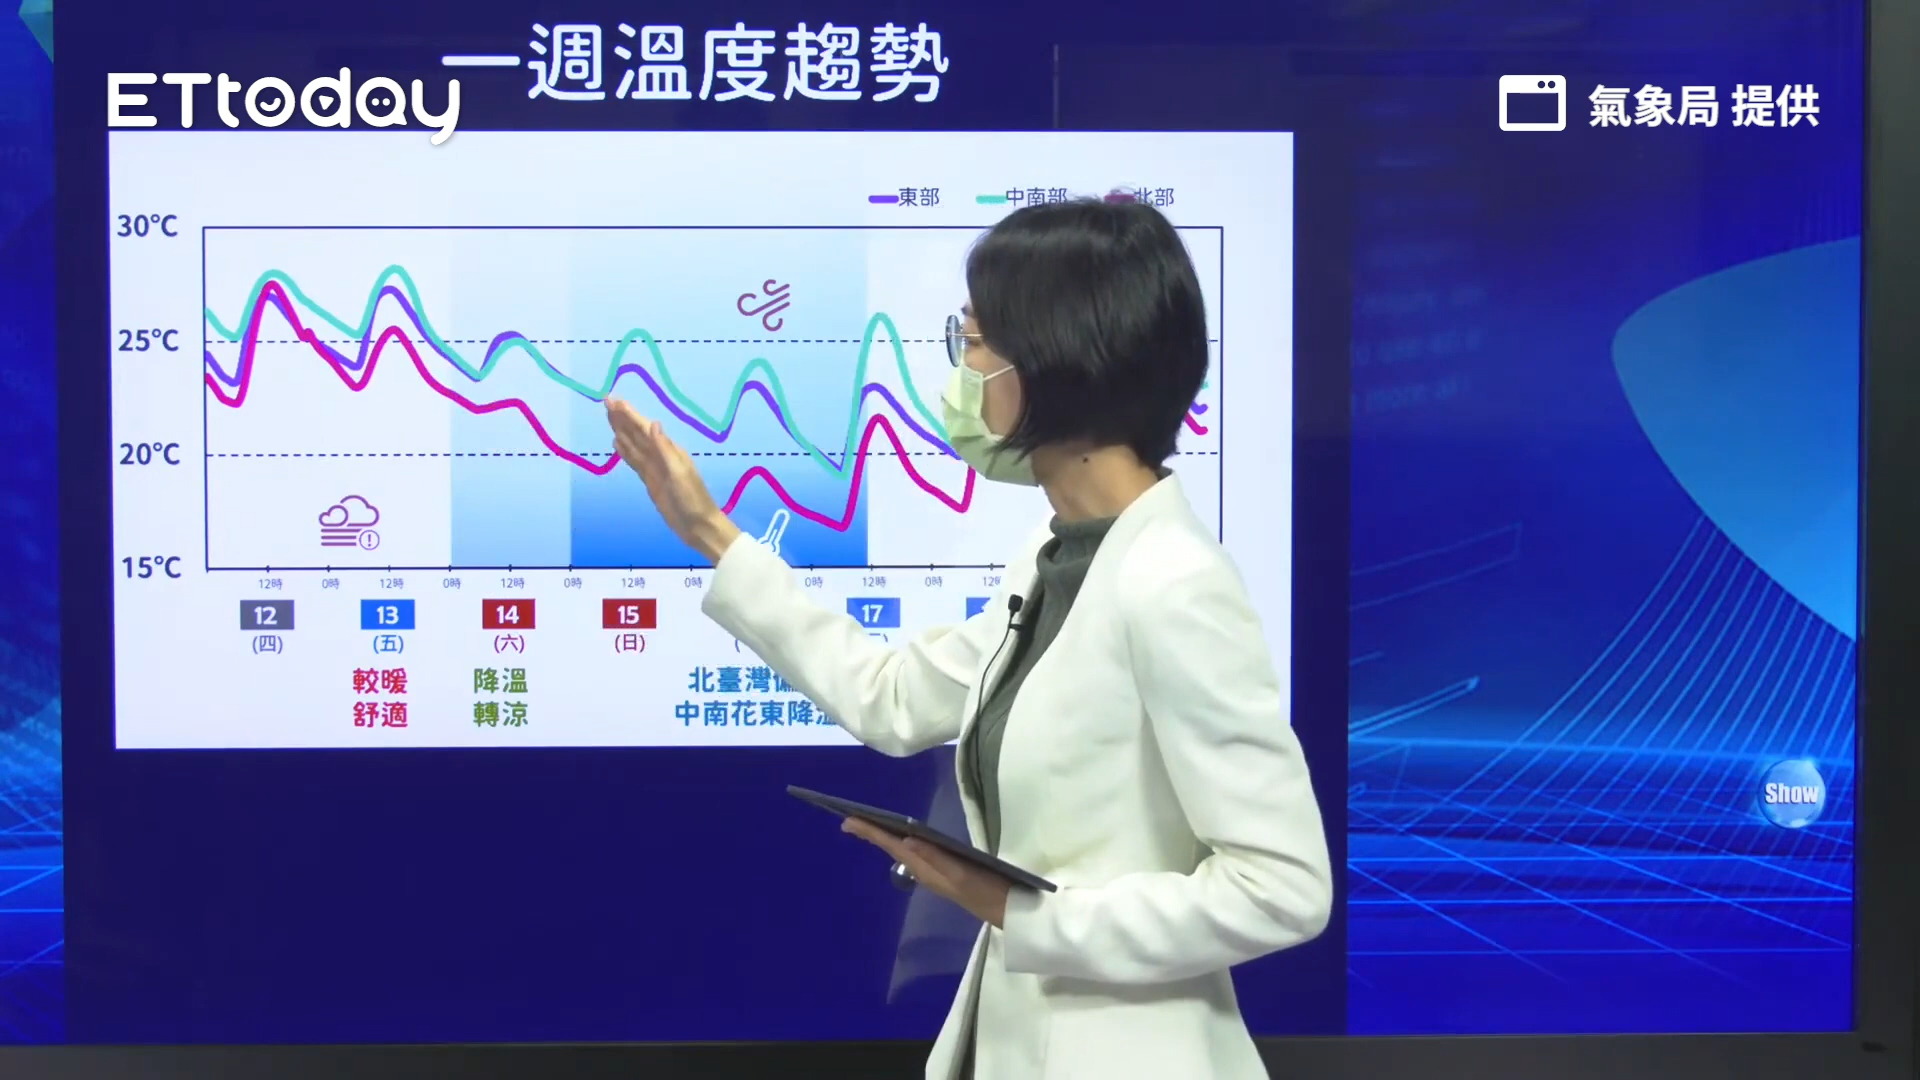 一週溫度趨勢
ETtoday
氣象局 提供
東部 中南部 北部
30°C
25°C
20°C
15°C
12時 0時 12時 0時 12時 0時 12時 0時 0時 12時 0時
12 13 14 15 17
(四) (五) (六) (日)
較暖 降溫 北臺灣偏
舒適 轉涼 中南花東降溫
Show